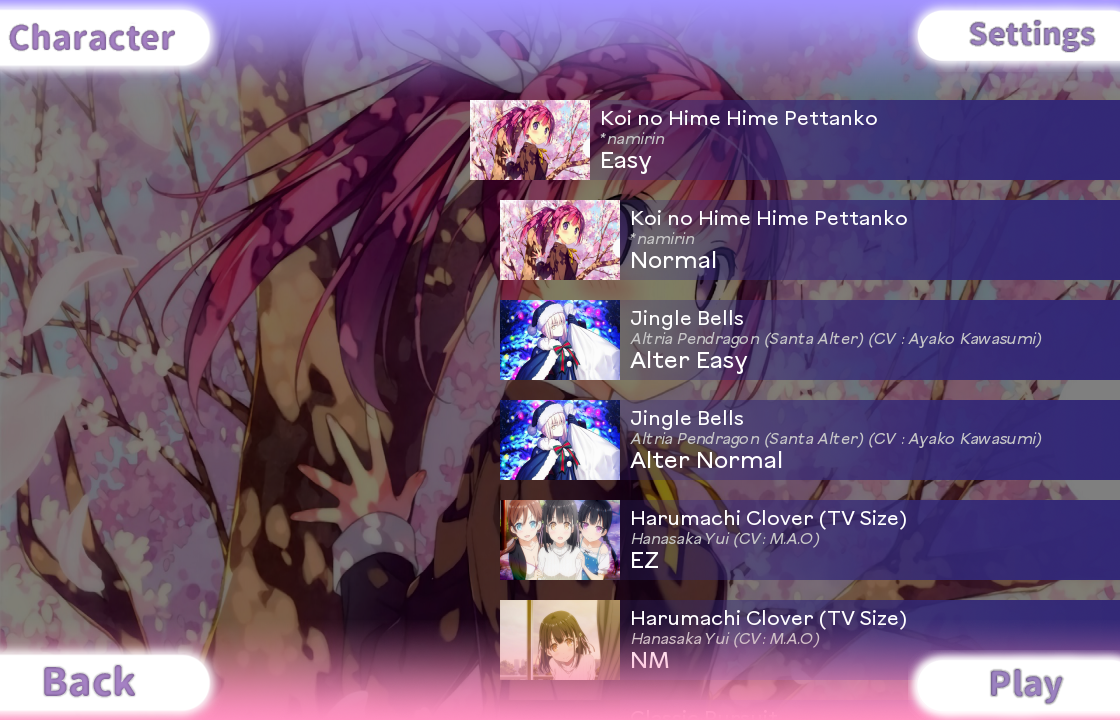 Character
Settings
Koi no Hime Hime Pettanko
*namirin
Easy
Koi no Hime Hime Pettanko
*namirin
Normal
Jingle Bells
Altria Pendragon (Santa Alter) (CV : Ayako Kawasumi)
Alter Easy
Jingle Bells
Altria Pendragon (Santa Alter) (CV : Ayako Kawasumi)
Alter Normal
Harumachi Clover (TV Size)
Hanasaka Yui (CV: M.A.O)
EZ
Harumachi Clover (TV Size)
Hanasaka Yui (CV: M.A.O)
NM
Back
Play